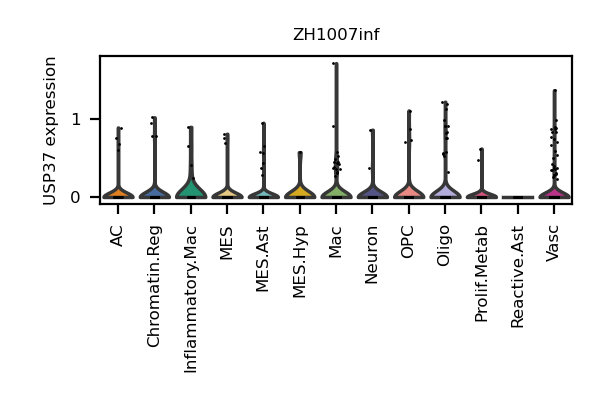 ZH1007inf
USP37 expression
1
0
AC
Chromatin.Reg
Inflammatory.Mac
MES
MES.Ast
MES.Hyp
Mac
Neuron
OPC
Oligo
Prolif.Metab
Reactive.Ast
Vasc